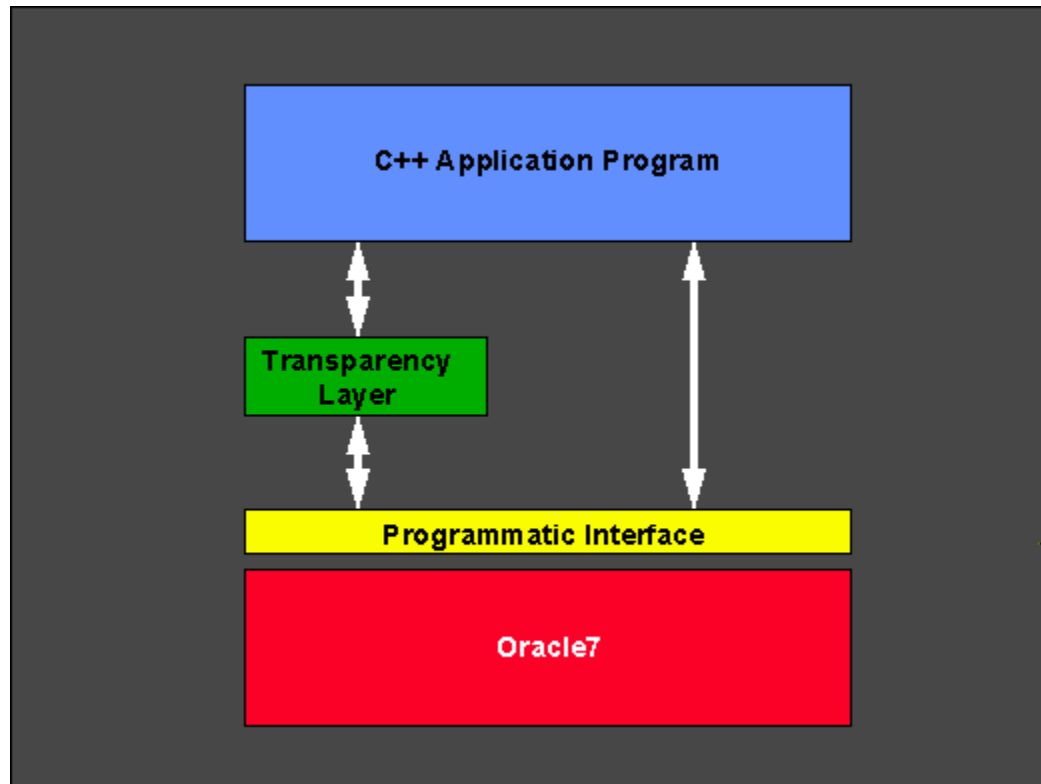 C++ Application Program
Transparency
Layer
Programmatic Interface
Oracle7